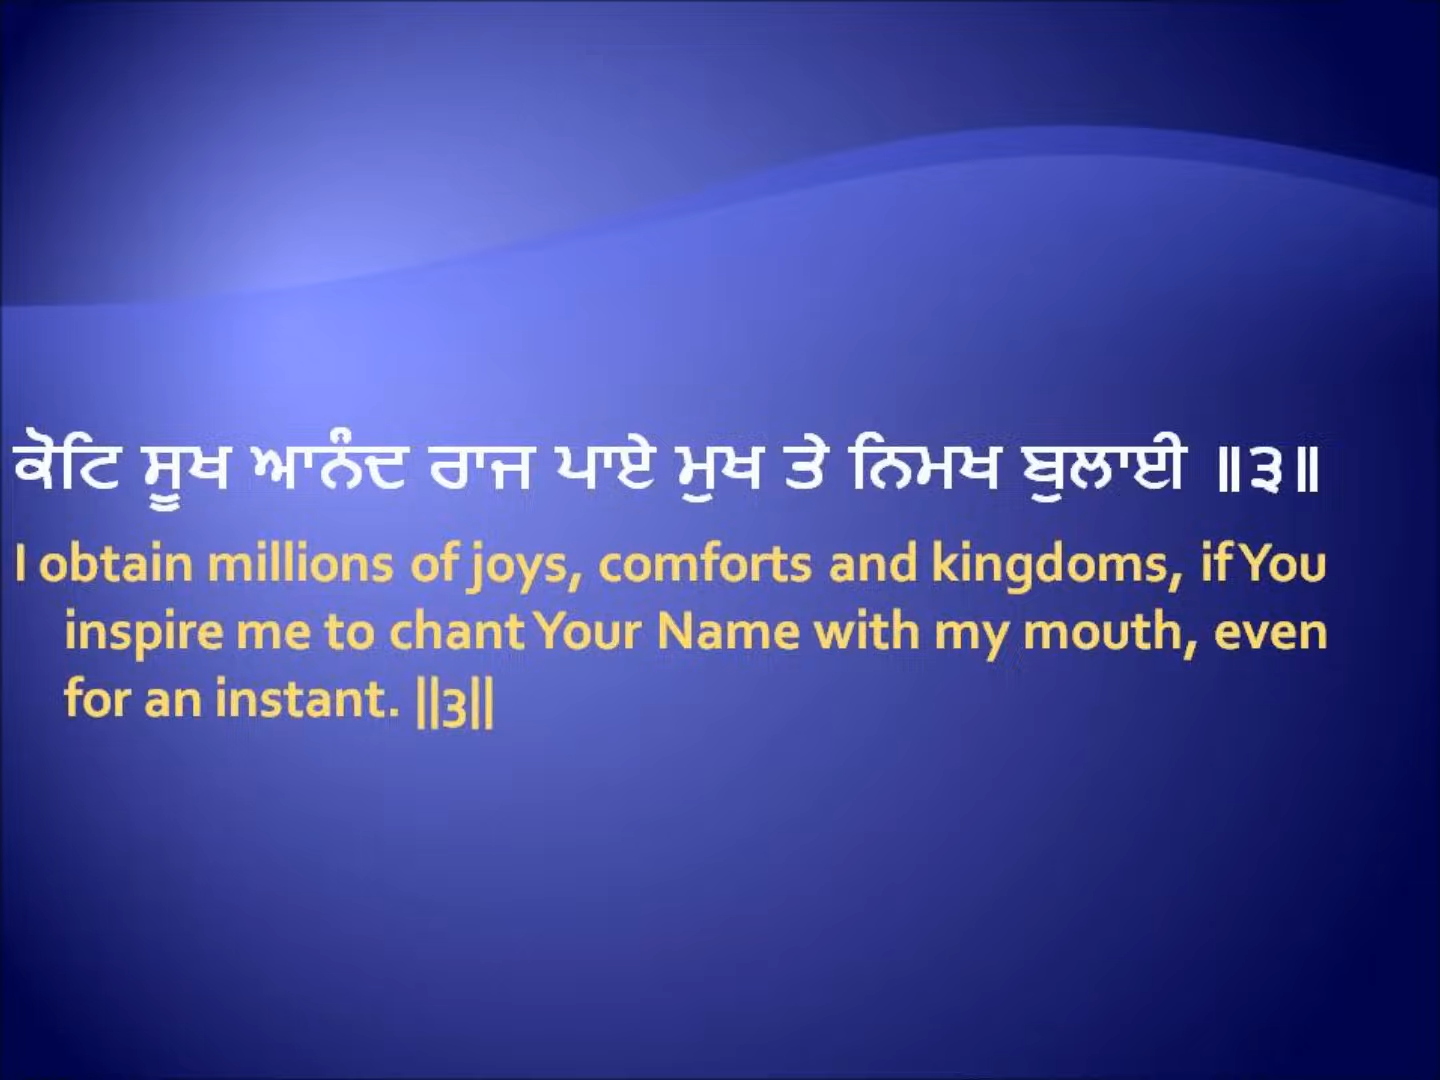 ਕੋਟਿ ਸੂਖ ਆਨੰਦ ਰਾਜ ਪਾਏ ਮੁਖ ਤੇ ਨਿਮਖ ਬੁਲਾਈ ॥੩॥
I obtain millions of joys, comforts and kingdoms, if You
inspire me to chant Your Name with my mouth, even
for an instant. ||3||